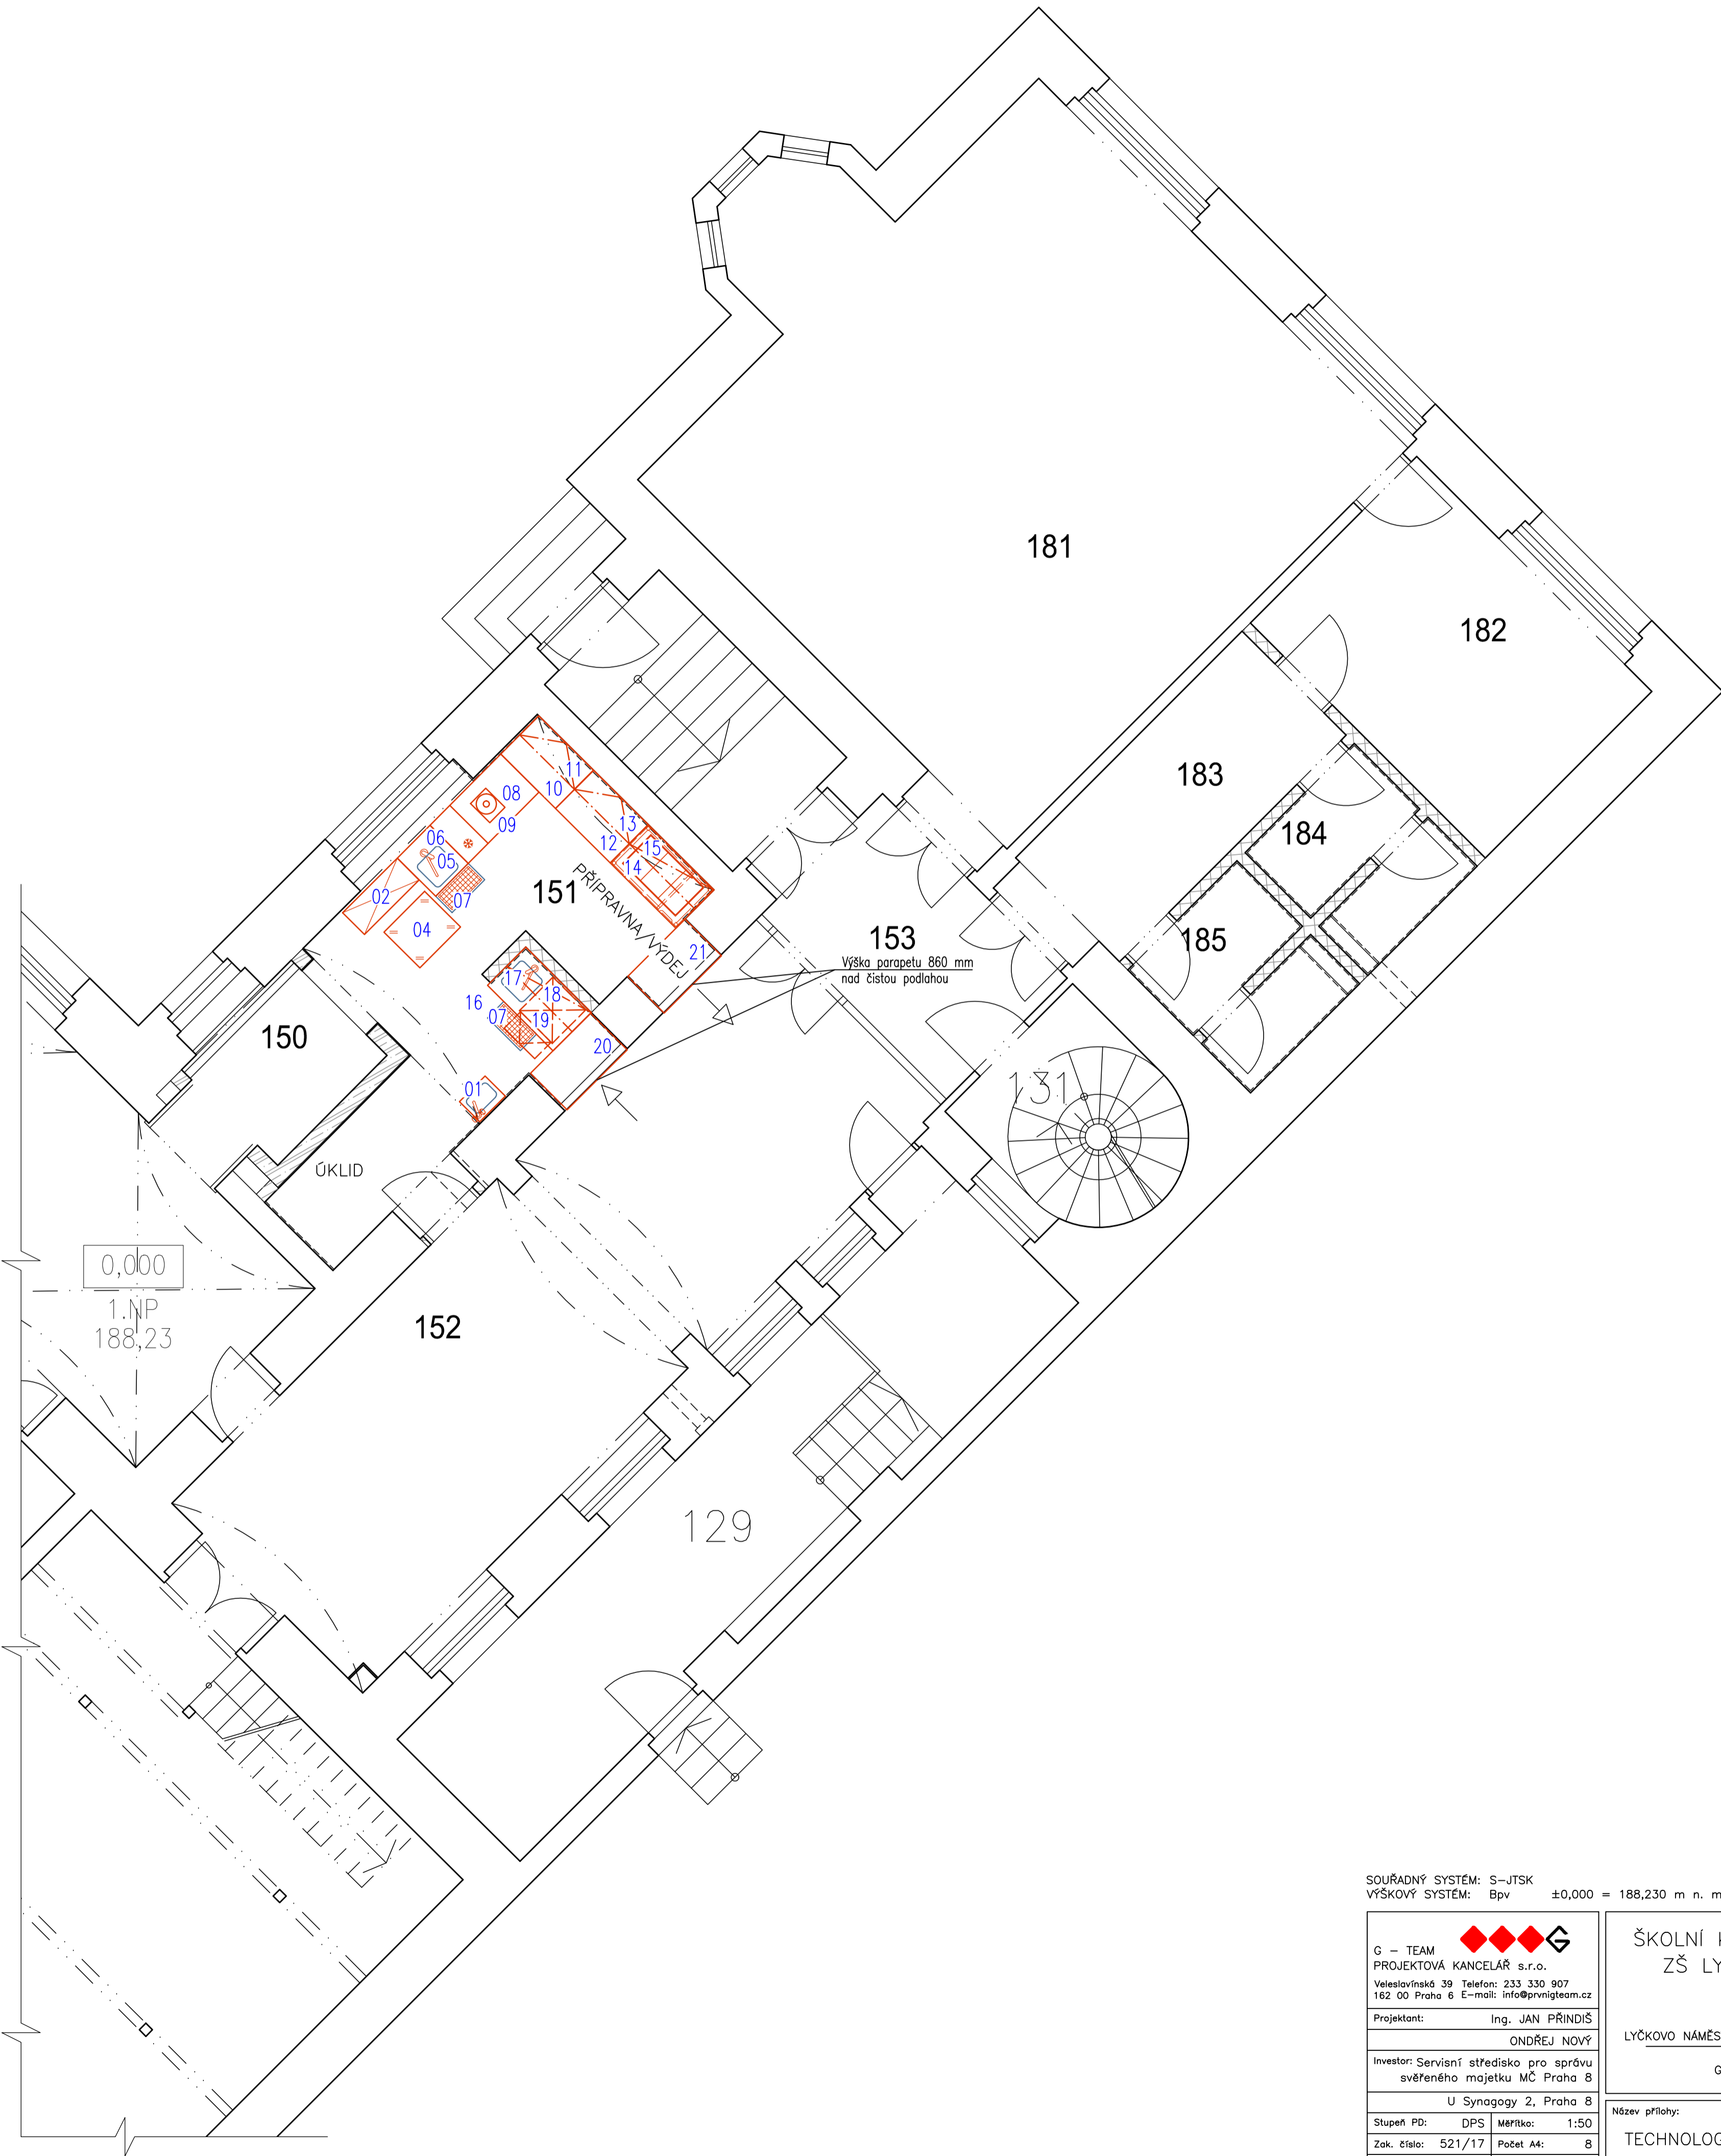 181
182
183
184
185
11
10
08
09
13
12
15
14
06
05
02
07
04
151
PŘÍPRAVNA/VÝDEJ
153
Výška parapetu 860 mm
nad čistou podlahou
21
17
16
18
07
19
20
01
150
131
ÚKLID
0,000
1.NP
188,23
152
129
SOUŘADNÝ SYSTÉM: S-JTSK
VÝŠKOVÝ SYSTÉM: Bpv ±0,000 = 188,230 m n. m
G - TEAM
PROJEKTOVÁ KANCELÁŘ s.r.o.
Veleslavínská 39 Telefon: 233 330 907
162 00 Praha 6 E-mail: info@prvnigteam.cz
Projektant: Ing. JAN PŘINDIŠ
ONDŘEJ NOVÝ
Investor: Servisní středisko pro správu
svěřeného majetku MČ Praha 8
U Synagogy 2, Praha 8
Stupeň PD: DPS Měřítko: 1:50
Zak. číslo: 521/17 Počet A4: 8
ŠKOLNÍ
ZŠ LY
LYČKOVO NÁMĚS
G
Název přílohy:
TECHNOLOG